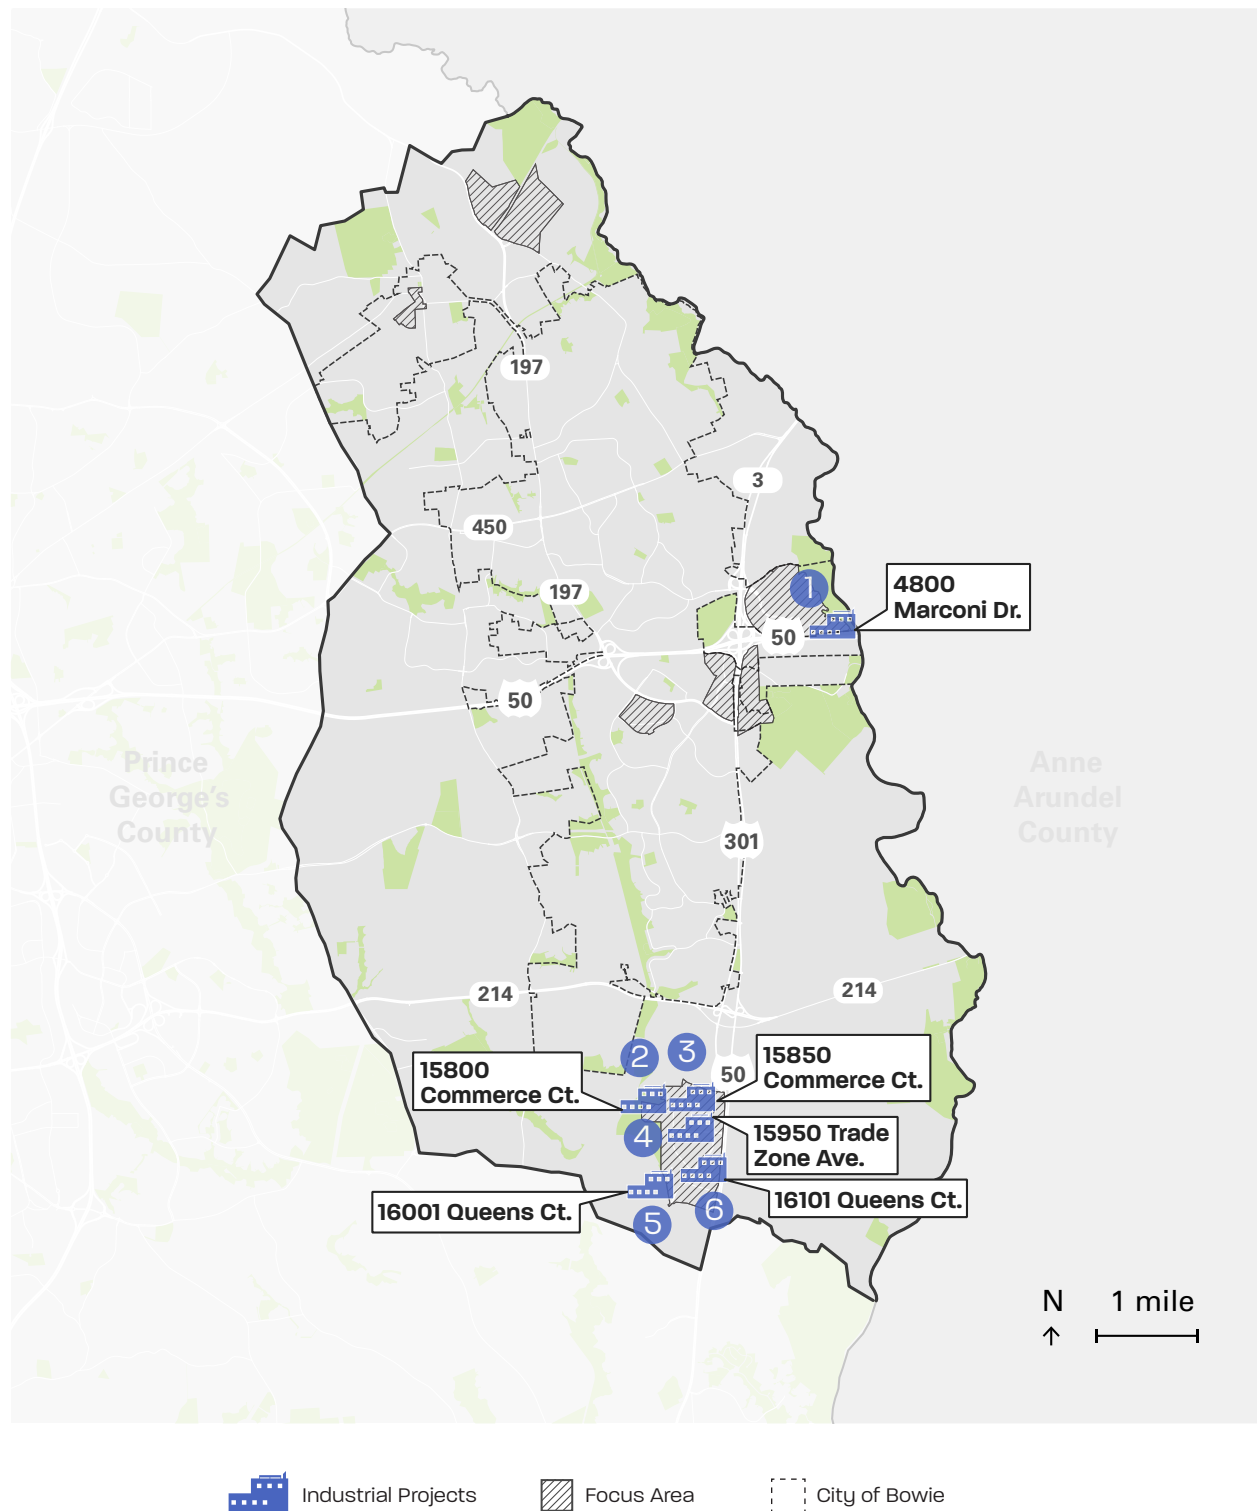 197
3
450
197
1
4800
Marconi Dr.
50
50
Prince
George's
County
Anne
Arundel
County
301
214
214
2
3
15800
Commerce Ct.
50
15850
Commerce Ct.
4
15950 Trade
Zone Ave.
16001 Queens Ct.
16101 Queens Ct.
5
6
N
1 mile
Industrial Projects
Focus Area
City of Bowie